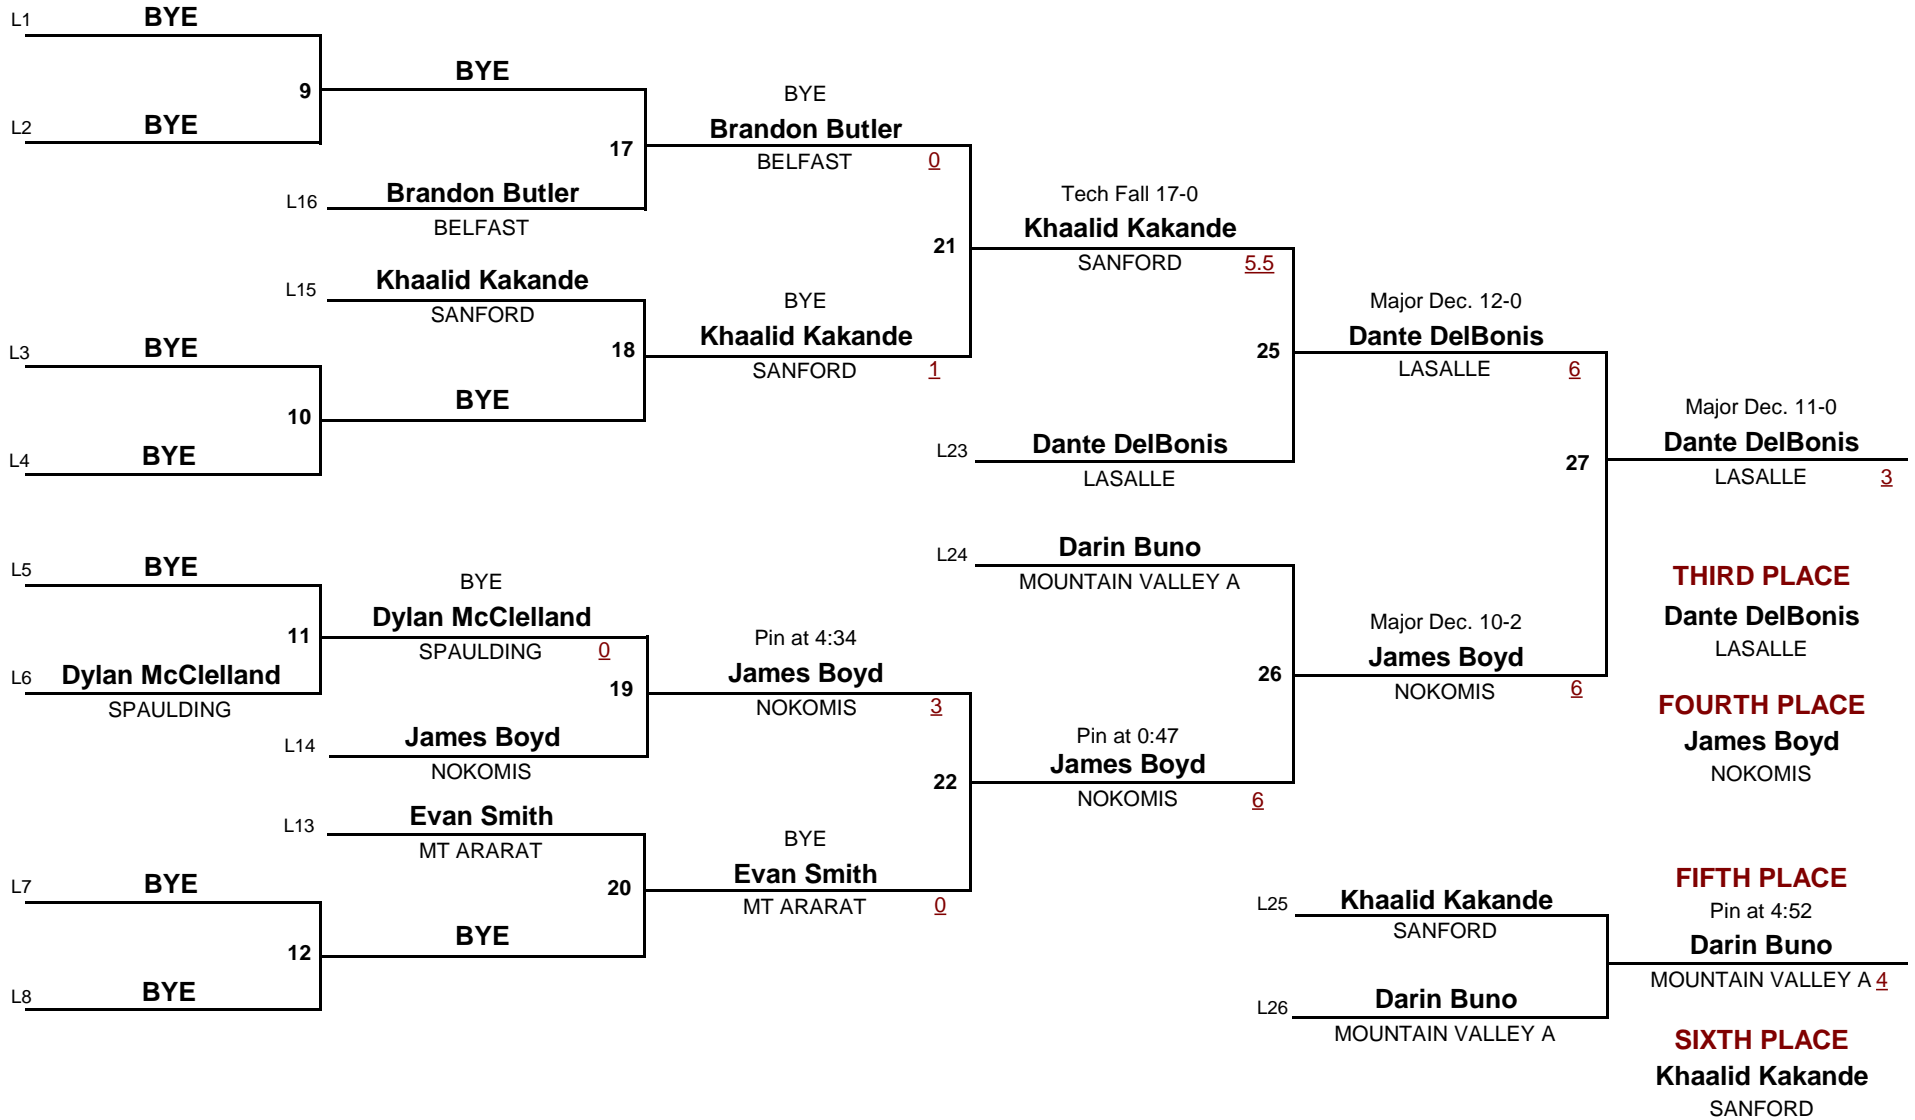 L1 BYE
9
L2 BYE
BYE
17
L16 Brandon Butler
BELFAST
BYE
Brandon Butler
BELFAST 0
L15 Khaalid Kakande
SANFORD
18
L3 BYE
10
L4 BYE
BYE
BYE
Khaalid Kakande
SANFORD 1
21
Tech Fall 17-0
Khaalid Kakande
SANFORD 5.5
25
L23 Dante DelBonis
LASALLE
Major Dec. 12-0
Dante DelBonis
LASALLE 6
27
Major Dec. 11-0
Dante DelBonis
LASALLE 3
L5 BYE
11
L6 Dylan McClelland
SPAULDING
BYE
Dylan McClelland
SPAULDING 0
19
L14 James Boyd
NOKOMIS
Pin at 4:34
James Boyd
NOKOMIS 3
22
L13 Evan Smith
MT ARARAT
20
L7 BYE
12
L8 BYE
BYE
BYE
Evan Smith
MT ARARAT 0
L24 Darin Buno
MOUNTAIN VALLEY A
26
Pin at 0:47
James Boyd
NOKOMIS 6
Major Dec. 10-2
James Boyd
NOKOMIS 6
THIRD PLACE
Dante DelBonis
LASALLE
FOURTH PLACE
James Boyd
NOKOMIS
L25 Khaalid Kakande
SANFORD
L26 Darin Buno
MOUNTAIN VALLEY A
FIFTH PLACE
Pin at 4:52
Darin Buno
MOUNTAIN VALLEY A 4
SIXTH PLACE
Khaalid Kakande
SANFORD